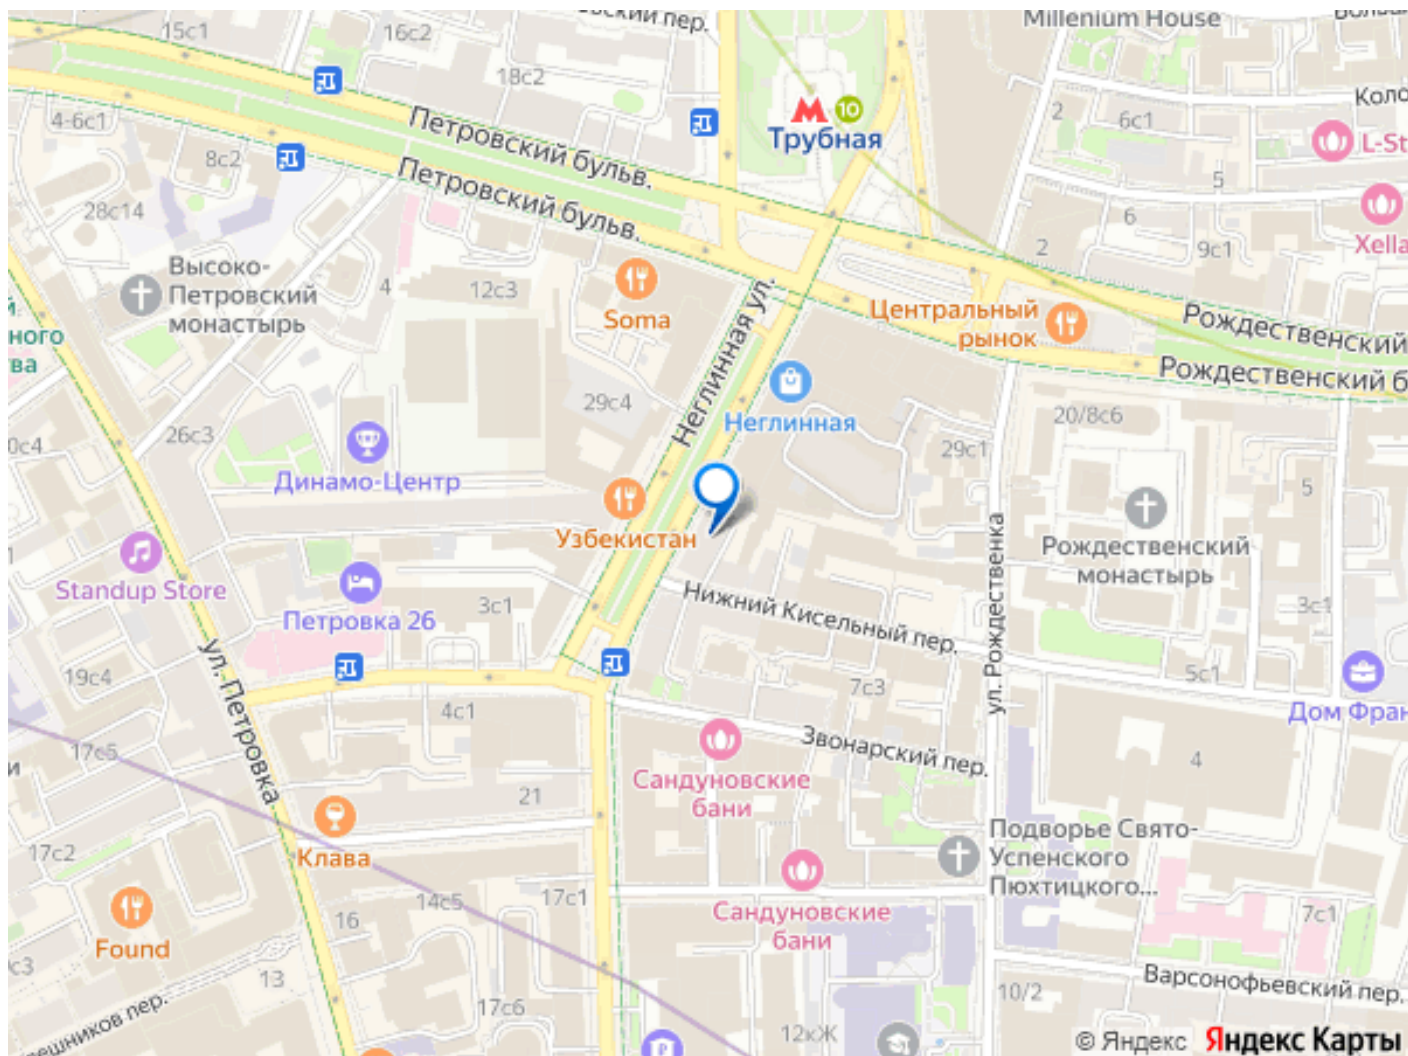 15с1
16с2
Millenium House
18с2
Петровский бульв.
Петровский бульв.
4-6с1
8с2
28с14
10
Трубная
2
6с1
L-St
5
6
Xella
9с1
2
Высоко-
Петровский
монастырь
4
12с3
Soma
Неглинная ул.
Центральный
рынок
Рождественский
Рождественский б
29с4
Неглинная
20/8с6
29с1
26с3
Динамо-Центр
Узбекистан
5
Рождественский
монастырь
Standup Store
Петровка 26
3с1
Нижний Кисельный пер.
ул. Рождественка
3с1
5с1
19с4
ул. Петровка
4с1
7с3
Дом Фран
17с5
Звонарский пер.
4
Сандуновские
бани
21
Клава
Подворье Свято-
Успенского
Пюхтицкого...
17с2
Found
16
14с5
17с1
Сандуновские
бани
7с1
13
17с6
10/2
Варсонофьевский пер.
12кЖ
© Яндекс Яндекс Карты